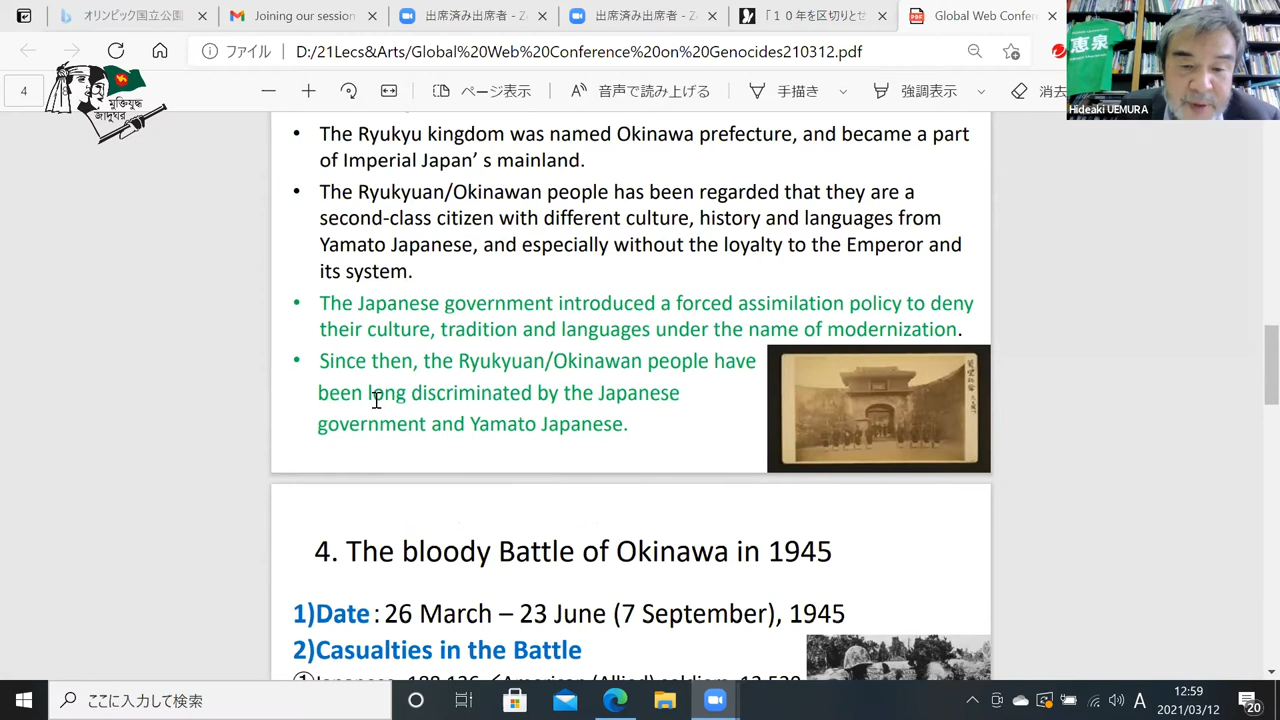 オリンピック国立公園
Joining our session
出席済み出席者 - Z
出席済み出席者 - Z
「１０年を区切りとせ
Global Web Confer
ファイル
D:/21Lecs&Arts/Global%20Web%20Conference%20on%20Genocides210312.pdf
4
ページ表示
音声で読み上げる
手描き
強調表示
消去
মুক্তিযুদ্ধ
জাদুঘর
恵泉
Hideaki UEMURA
• The Ryukyu kingdom was named Okinawa prefecture, and became a part
of Imperial Japan' s mainland.
• The Ryukyuan/Okinawan people has been regarded that they are a
second-class citizen with different culture, history and languages from
Yamato Japanese, and especially without the loyalty to the Emperor and
its system.
• The Japanese government introduced a forced assimilation policy to deny
their culture, tradition and languages under the name of modernization.
• Since then, the Ryukyuan/Okinawan people have
been long discriminated by the Japanese
government and Yamato Japanese.
4. The bloody Battle of Okinawa in 1945
1)Date : 26 March – 23 June (7 September), 1945
2)Casualties in the Battle
ここに入力して検索
A
12:59
2021/03/12
20